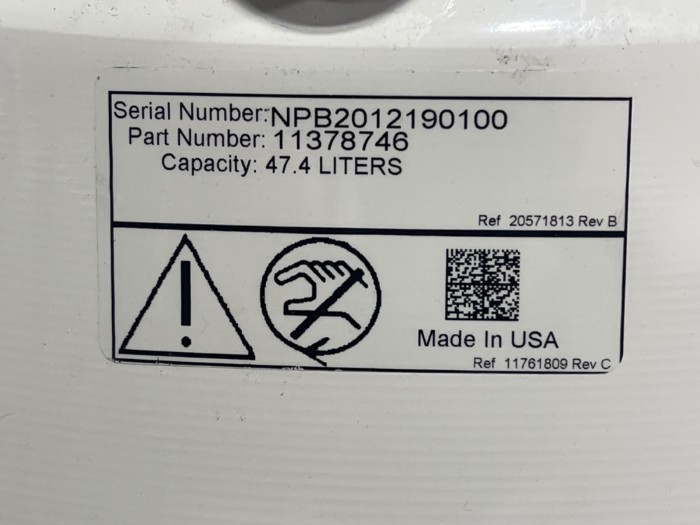 Serial Number:NPB2012190100
Part Number: 11378746
Capacity: 47.4 LITERS
Ref 20571813 Rev B
Made In USA
Ref 11761809 Rev C